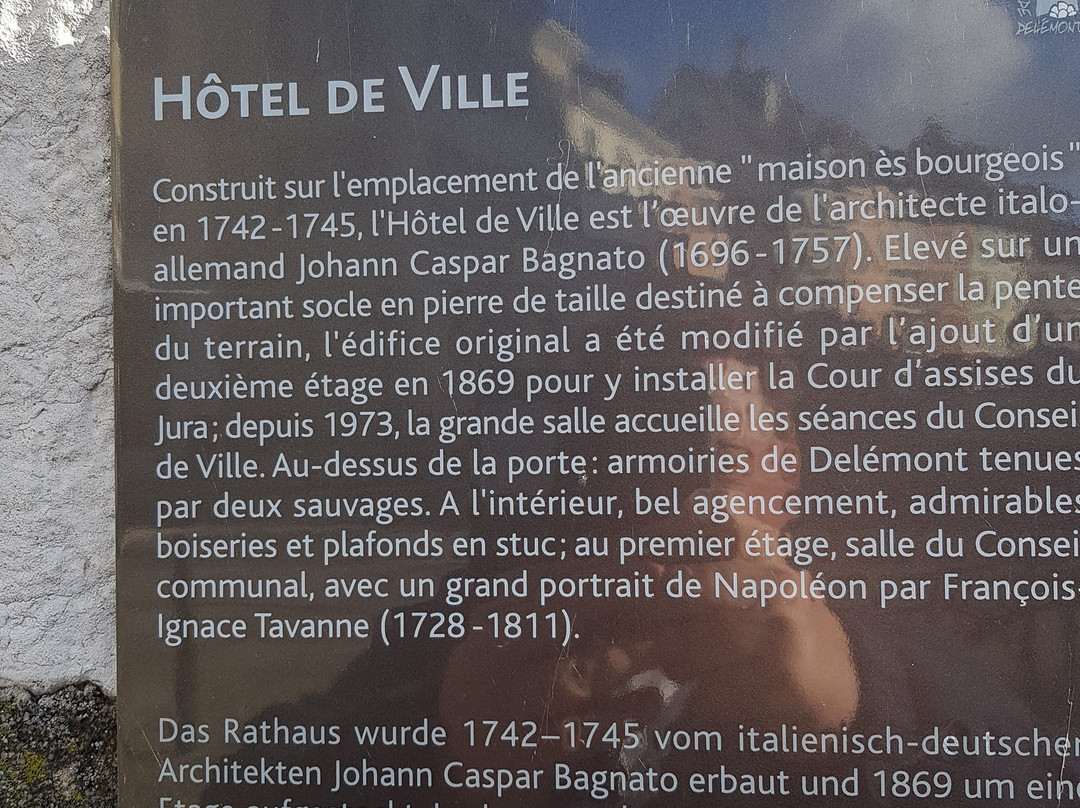 DELÉMONT
HÔTEL DE VILLE
Construit sur l'emplacement de l'ancienne "maison ès bourgeois"
en 1742-1745, l'Hôtel de Ville est l'œuvre de l'architecte italo-
allemand Johann Caspar Bagnato (1696-1757). Elevé sur un
important socle en pierre de taille destiné à compenser la pente
du terrain, l'édifice original a été modifié par l'ajout d'un
deuxième étage en 1869 pour y installer la Cour d'assises du
Jura; depuis 1973, la grande salle accueille les séances du Consei
de Ville. Au-dessus de la porte: armoiries de Delémont tenues
par deux sauvages. A l'intérieur, bel agencement, admirables
boiseries et plafonds en stuc; au premier étage, salle du Consei
communal, avec un grand portrait de Napoléon par François-
Ignace Tavanne (1728-1811).
Das Rathaus wurde 1742–1745 vom italienisch-deutschen
Architekten Johann Caspar Bagnato erbaut und 1869 um eine